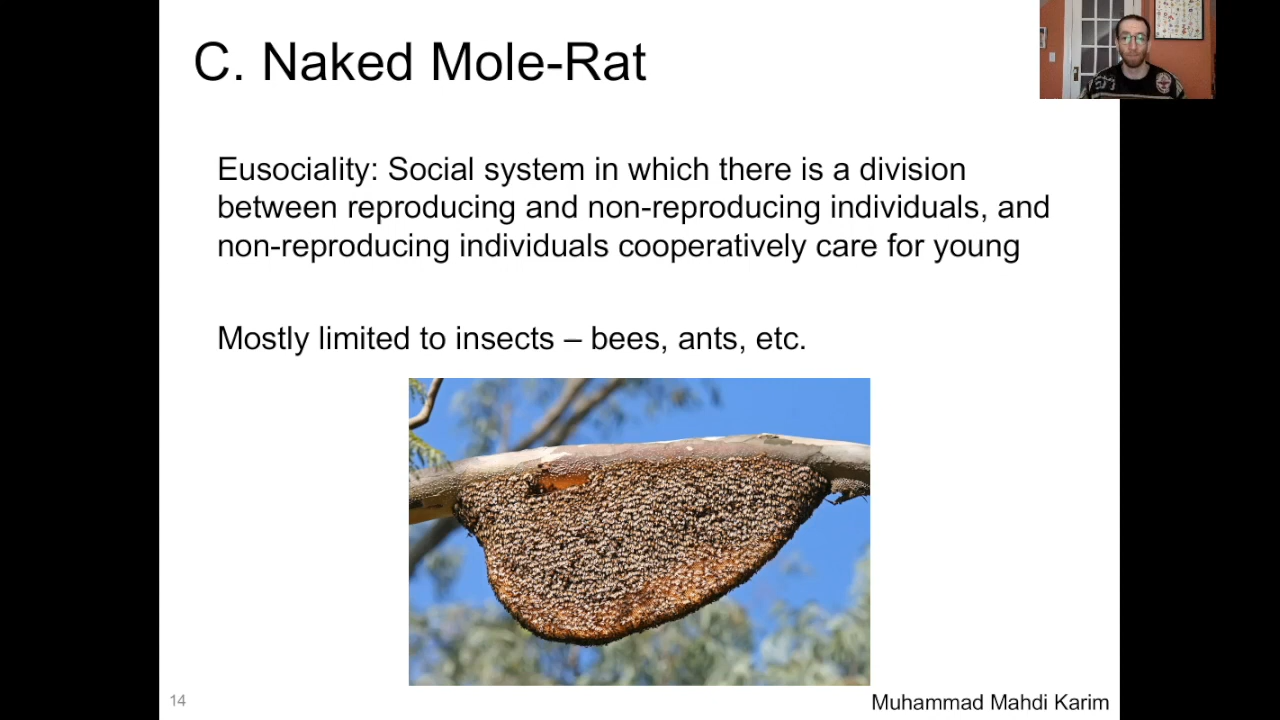 C. Naked Mole-Rat
Eusociality: Social system in which there is a division
between reproducing and non-reproducing individuals, and
non-reproducing individuals cooperatively care for young
Mostly limited to insects – bees, ants, etc.
14
Muhammad Mahdi Karim